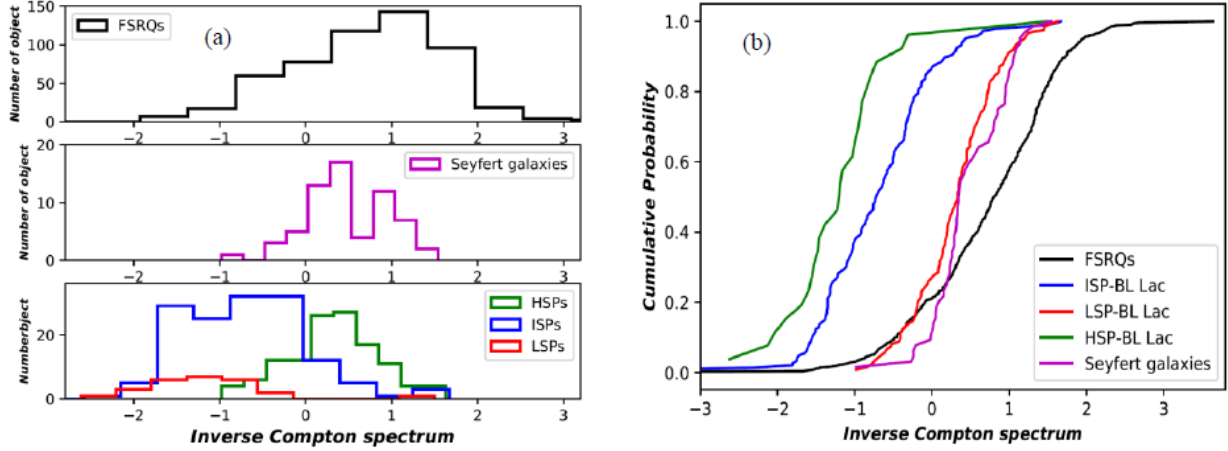 150
100
50
0
Number of object
FSRQs
(a)
−2 −1 0 1 2 3
20
10
0
Number of object
Seyfert galaxies
−2 −1 0 1 2 3
20
0
Numberbject
HSPs
ISPs
LSPs
−2 −1 0 1 2 3
Inverse Compton spectrum
1.0
0.8
0.6
0.4
0.2
0.0
Cumulative Probability
(b)
FSRQs
ISP-BL Lac
LSP-BL Lac
HSP-BL Lac
Seyfert galaxies
−3 −2 −1 0 1 2 3
Inverse Compton spectrum